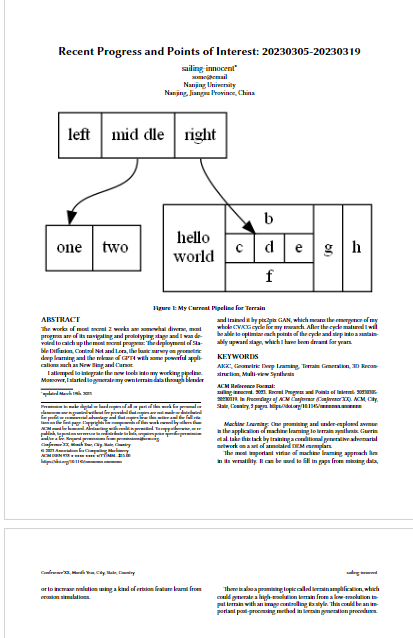 Recent Progress and Points of Interest: 20230305-20230319
sailing-innocent*
some@email
Nanjing University
Nanjing, Jiangsu Province, China
left
mid dle
right
one
two
hello
world
b
c
d
e
f
g
h
Figure 1: My Current Pipeline for Terrain
ABSTRACT
The works of most recent 2 weeks are somewhat diverse, most
progress are of its navigating and prototyping stage and I was de-
voted to catch up the most recent progress: The deployment of Sta-
ble Diffusion, Control Net and Lora, the basic survey on geometric
deep learning and the release of GPT4 with some powerful appli-
cations such as New Bing and Cursor.
I attempted to integrate the new tools into my working pipeline.
Moreover, I started to generate my own terrain data through blender
updated March 19th, 2023
Permission to make digital or hard copies of all or part of this work for personal or
classroom use is granted without fee provided that copies are not made or distributed
for profit or commercial advantage and that copies bear this notice and the full cita-
tion on the first page. Copyrights for components of this work owned by others than
ACM must be honored. Abstracting with credit is permitted. To copy otherwise, or re-
publish, to post on servers or to redistribute to lists, requires prior specific permission
and/or a fee. Request permissions from permissions@acm.org.
Conference XX, Month Year, City, State, Country
© 2021 Association for Computing Machinery.
https://doi.org/10.1145/nnnnnnn.nnnnnnn
and trained it by pix2pix GAN, which means the emergence of my
whole CV/CG cycle for my research. After the cycle matured I will
be able to optimize each points of the cycle and step into a sustain-
ably upward stage, which I have been dreamt for years.
KEYWORDS
AIGC, Geometric Deep Learning, Terrain Generation, 3D Recon-
struction, Multi-view Synthesis
ACM Reference Format:
sailing-innocent. 2023. Recent Progress and Points of Interest: 20230305-
20230319. In Proceedings of ACM Conference (Conference XX). ACM, City,
State, Country, 3 pages. https://doi.org/10.1145/nnnnnnn.nnnnnnn
Machine Learning: One promising and under-explored avenue
is the application of machine learning to terrain synthesis. Guerin
et al. take this tack by training a conditional generative adversarial
network on a set of annotated DEM exemplars.
The most important virtue of machine learning approach lies
in its versatility. It can be used to fill in gaps from missing data,
Conference XX, Month Year, City, State, Country
sailing-innocent
or to increase resolution using a kind of erosion feature learnt from
erosion simulations.
There is also a promising topic called terrain amplification, which
could generate a high-resolution terrain from a low-resolution in-
put terrain with an image controlling its style. This could be an im-
portant post-processing method in terrain generation procedures.